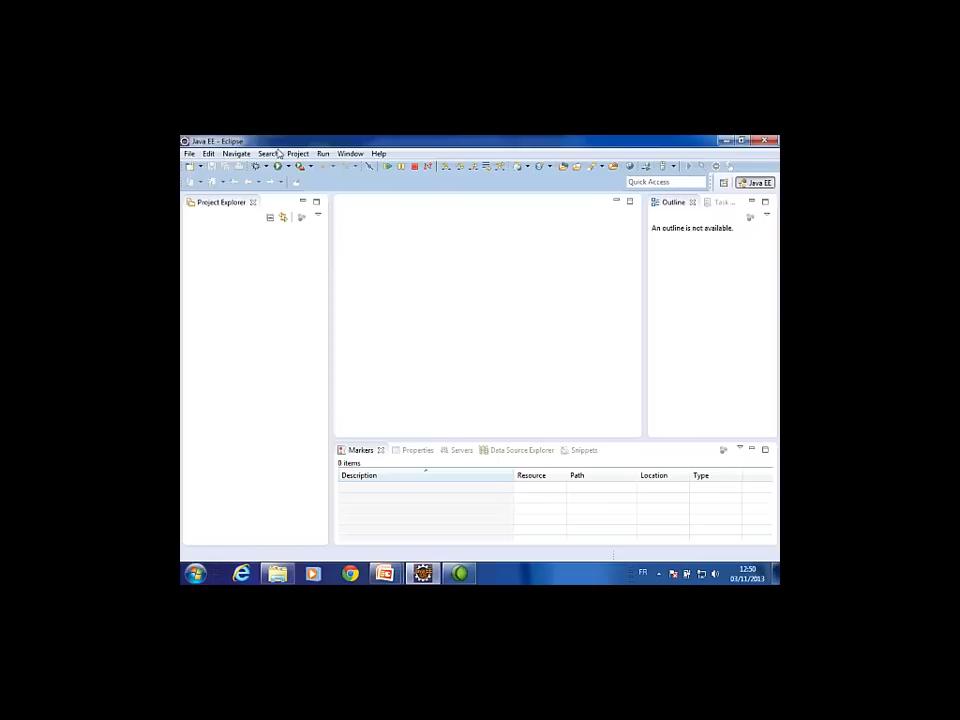 Java EE - Eclipse
File Edit Navigate Search Project Run Window Help
Quick Access
Java EE
Project Explorer
Outline
Task ...
An outline is not available.
Markers Properties Servers Data Source Explorer Snippets
0 items
Description Resource Path Location Type
FR
12:50
03/11/2013